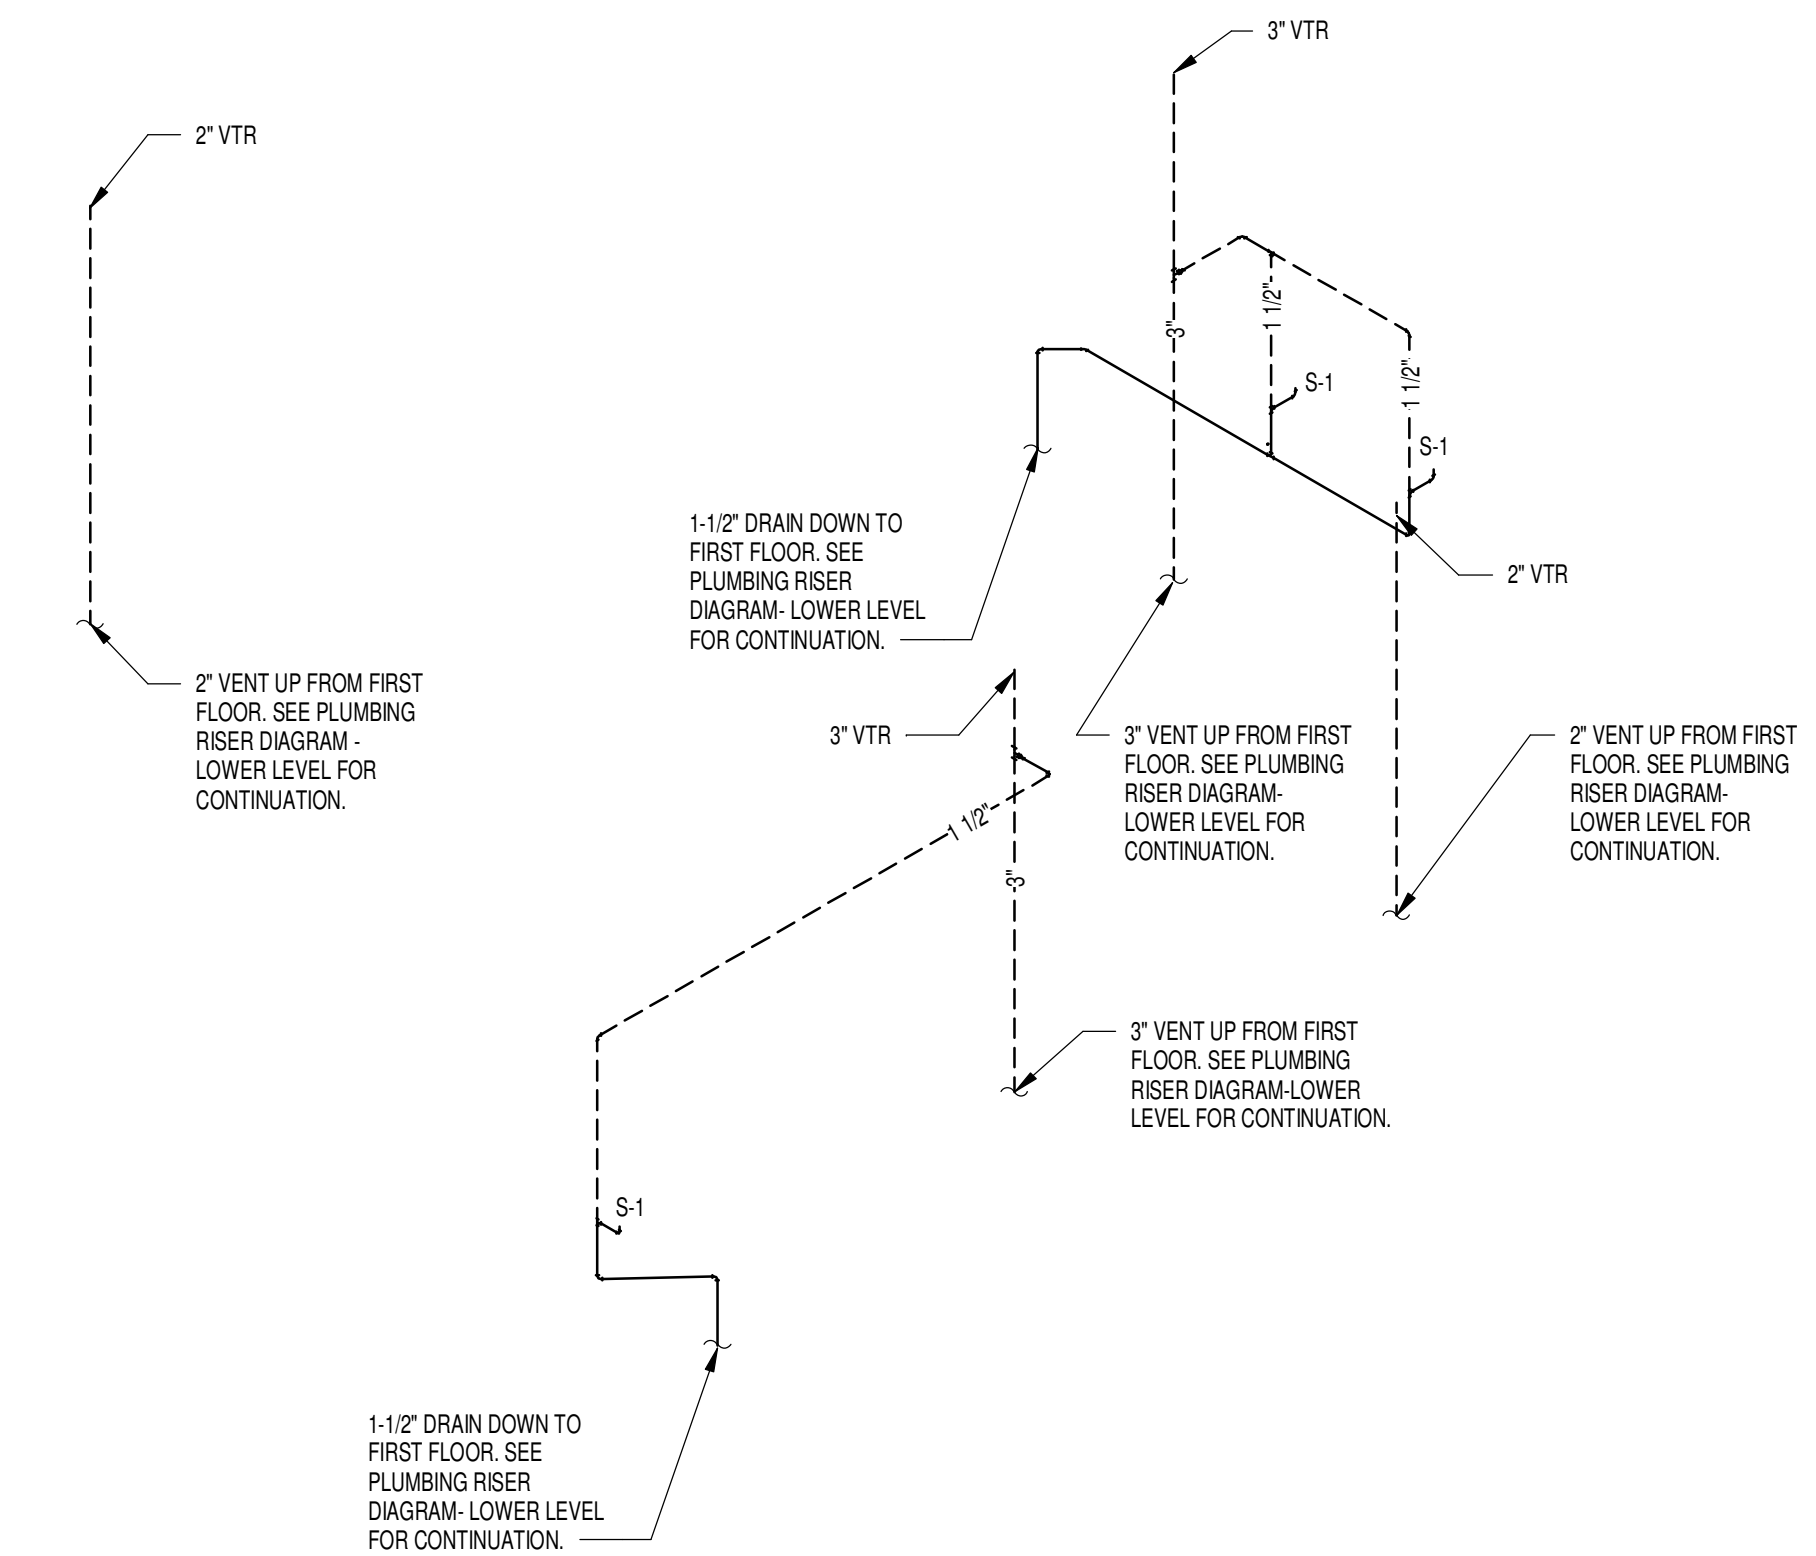 3" VTR
2" VTR
3"
1 1/2"
1 1/2"
S-1
S-1
1-1/2" DRAIN DOWN TO
FIRST FLOOR. SEE
PLUMBING RISER
DIAGRAM- LOWER LEVEL
FOR CONTINUATION.
2" VTR
2" VENT UP FROM FIRST
FLOOR. SEE PLUMBING
RISER DIAGRAM -
LOWER LEVEL FOR
CONTINUATION.
3" VTR
3" VENT UP FROM FIRST
FLOOR. SEE PLUMBING
RISER DIAGRAM-
LOWER LEVEL FOR
CONTINUATION.
2" VENT UP FROM FIRST
FLOOR. SEE PLUMBING
RISER DIAGRAM-
LOWER LEVEL FOR
CONTINUATION.
1 1/2"
3"
3" VENT UP FROM FIRST
FLOOR. SEE PLUMBING
RISER DIAGRAM-LOWER
LEVEL FOR CONTINUATION.
S-1
1-1/2" DRAIN DOWN TO
FIRST FLOOR. SEE
PLUMBING RISER
DIAGRAM- LOWER LEVEL
FOR CONTINUATION.